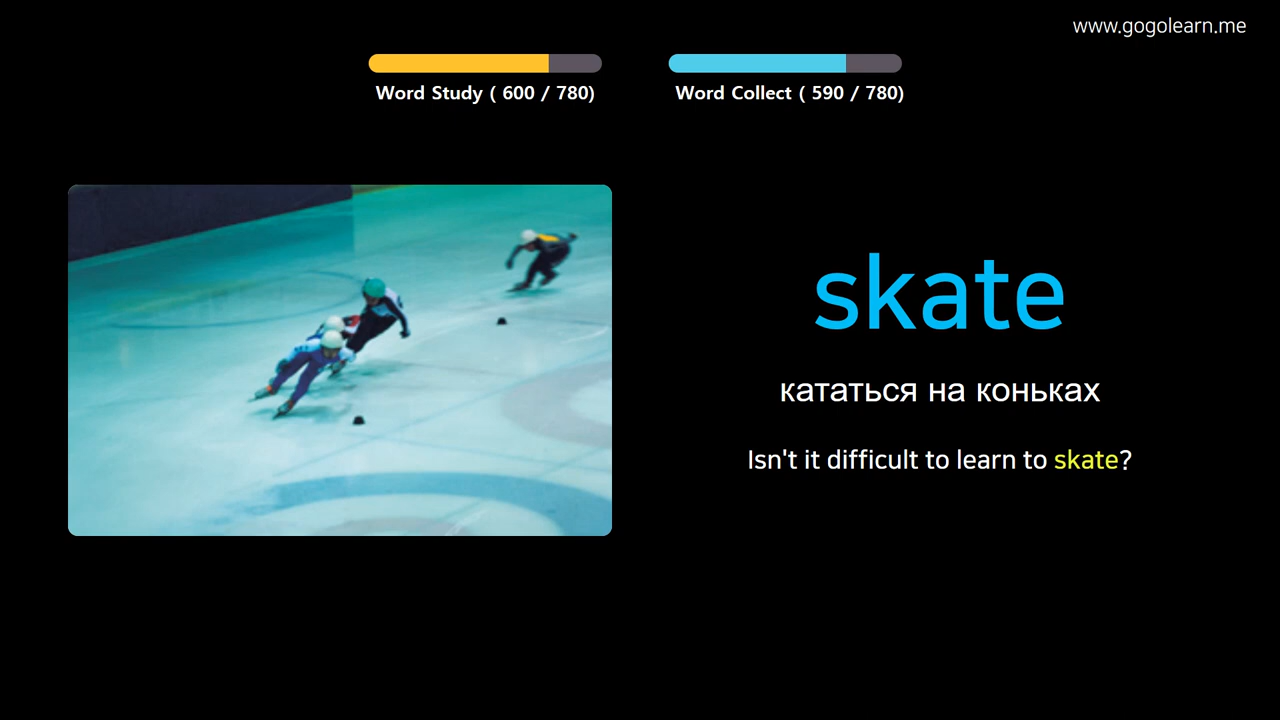 www.gogolearn.me
Word Study ( 600 / 780)
Word Collect ( 590 / 780)
skate
кататься на коньках
Isn't it difficult to learn to skate?